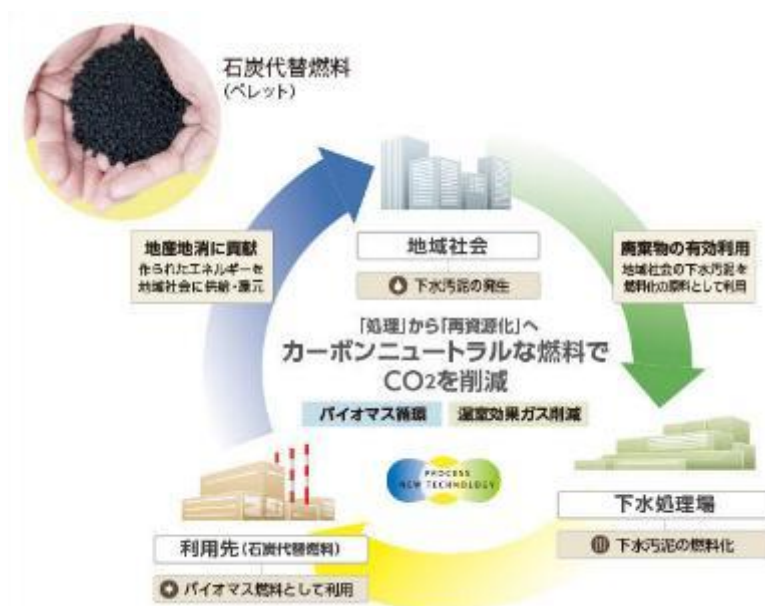 石炭代替燃料
(ペレット)
地域社会
下水汚泥の発生
地産地消に貢献
作られたエネルギーを
地域社会に供給・還元
廃棄物の有効利用
地域社会の下水汚泥を
燃料化の原料として利用
「処理」から「再資源化」へ
カーボンニュートラルな燃料で
CO2を削減
バイオマス循環
温室効果ガス削減
PROCESS
NEW TECHNOLOGY
下水処理場
下水汚泥の燃料化
利用先(石炭代替燃料)
バイオマス燃料として利用